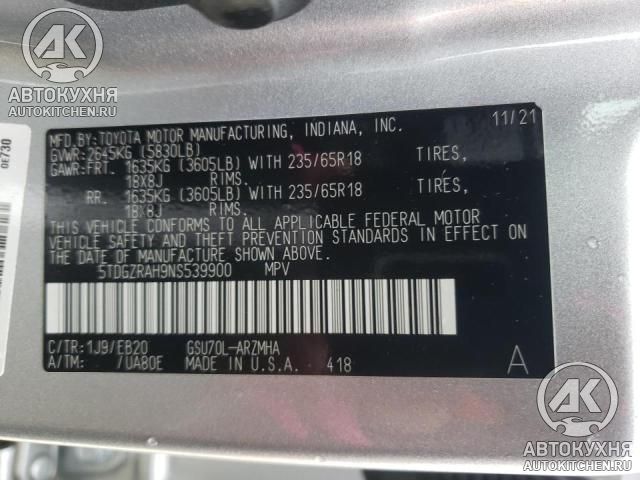 АК
АВТОКУХНЯ
AUTOKITCHEN.RU
0E730
MFD.BY:TOYOTA MOTOR MANUFACTURING, INDIANA, INC. 11/21
GVWR:2645KG (5830LB)
GAWR:FRT. 1635KG (3605LB) WITH 235/65R18 TIRES,
18X8J RIMS.
RR. 1635KG (3605LB) WITH 235/65R18 TIRES,
18X8J RIMS.
THIS VEHICLE CONFORMS TO ALL APPLICABLE FEDERAL MOTOR
VEHICLE SAFETY AND THEFT PREVENTION STANDARDS IN EFFECT ON
THE DATE OF MANUFACTURE SHOWN ABOVE.
5TDGZRAH9NS539900 MPV
C/TR:1J9/EB20 GSU70L-ARZMHA
A/TM: /UA80E MADE IN U.S.A. 418 A
АК
АВТОКУХНЯ
AUTOKITCHEN.RU